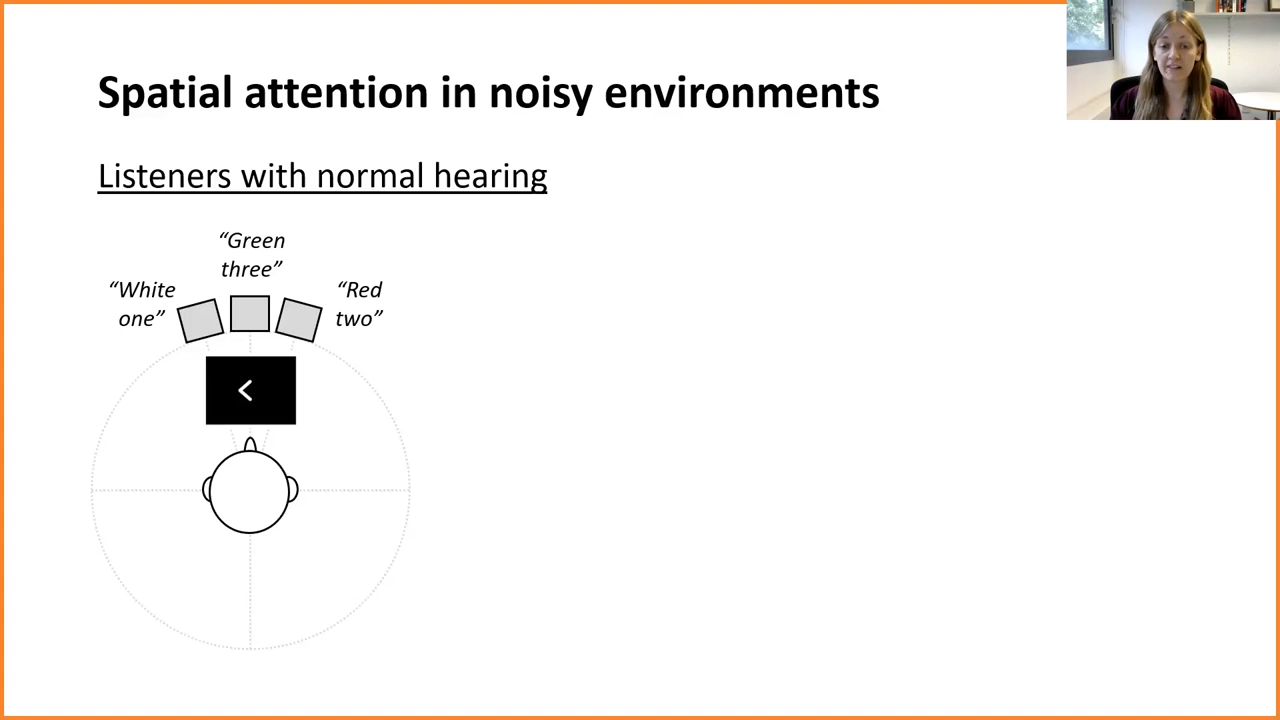 Spatial attention in noisy environments
Listeners with normal hearing
“Green
three”
“White
one”
“Red
two”
<